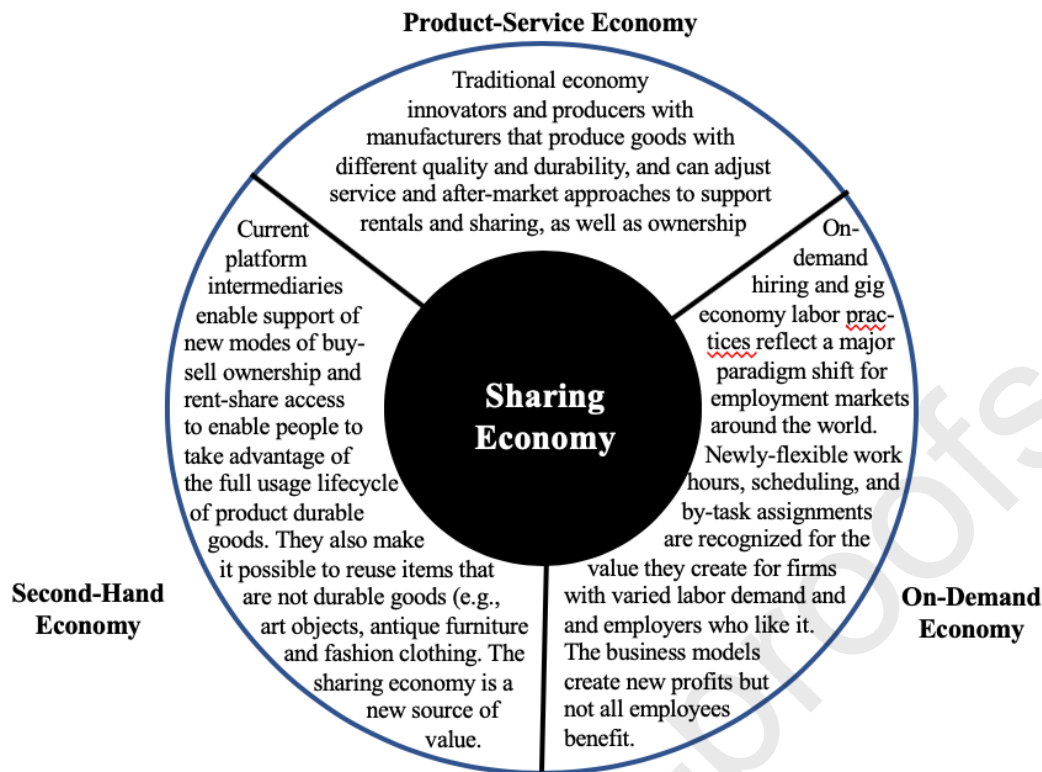 Product-Service Economy
Traditional economy
innovators and producers with
manufacturers that produce goods with
different quality and durability, and can adjust
service and after-market approaches to support
rentals and sharing, as well as ownership
Current
platform
intermediaries
enable support of
new modes of buy-
sell ownership and
rent-share access
to enable people to
take advantage of
the full usage lifecycle
of product durable
goods. They also make
it possible to reuse items that
are not durable goods (e.g.,
art objects, antique furniture
and fashion clothing. The
sharing economy is a
new source of
value.
Sharing
Economy
On-
demand
hiring and gig
economy labor prac-
tices reflect a major
paradigm shift for
employment markets
around the world.
Newly-flexible work
hours, scheduling, and
by-task assignments
are recognized for the
value they create for firms
with varied labor demand and
and employers who like it.
The business models
create new profits but
not all employees
benefit.
Second-Hand
Economy
On-Demand
Economy
proofs